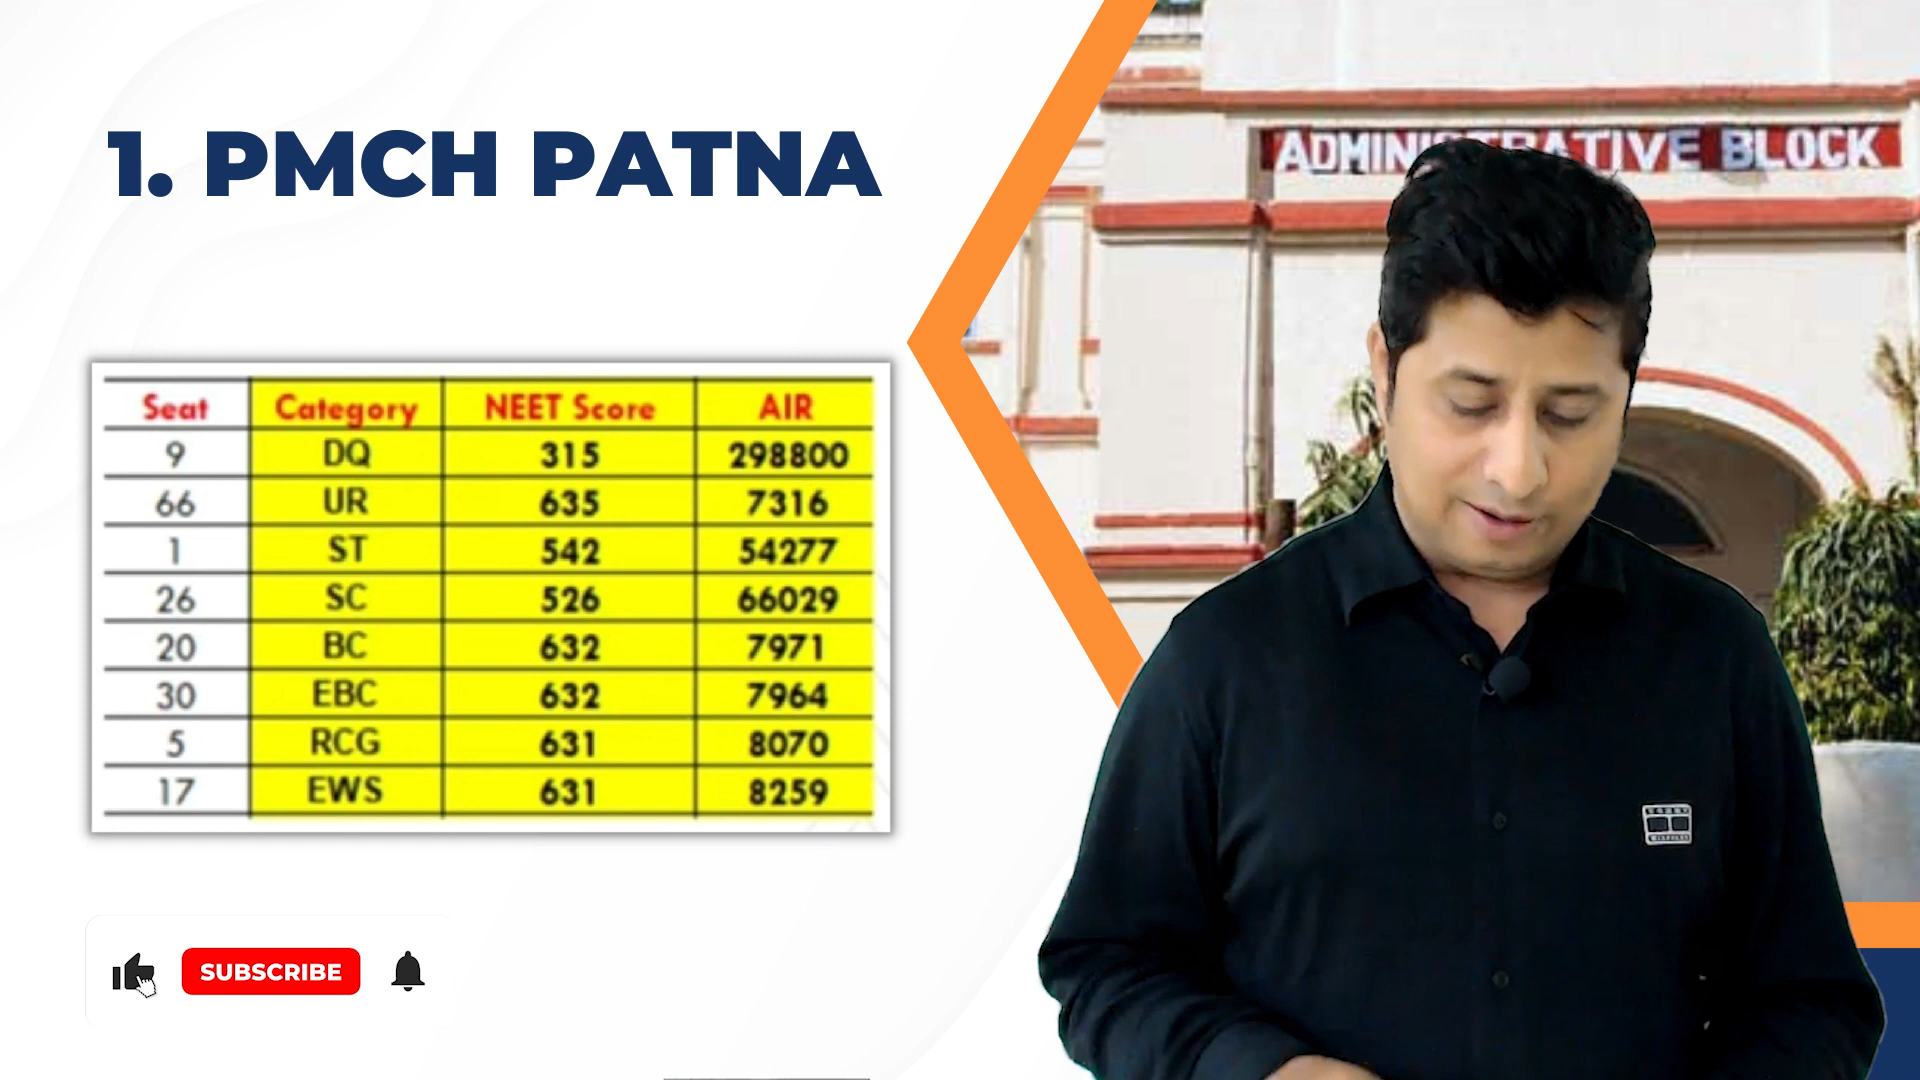 1. PMCH PATNA
ADMINISTRATIVE BLOCK
Seat Category NEET Score AIR
9 DQ 315 298800
66 UR 635 7316
1 ST 542 54277
26 SC 526 66029
20 BC 632 7971
30 EBC 632 7964
5 RCG 631 8070
17 EWS 631 8259
SUBSCRIBE